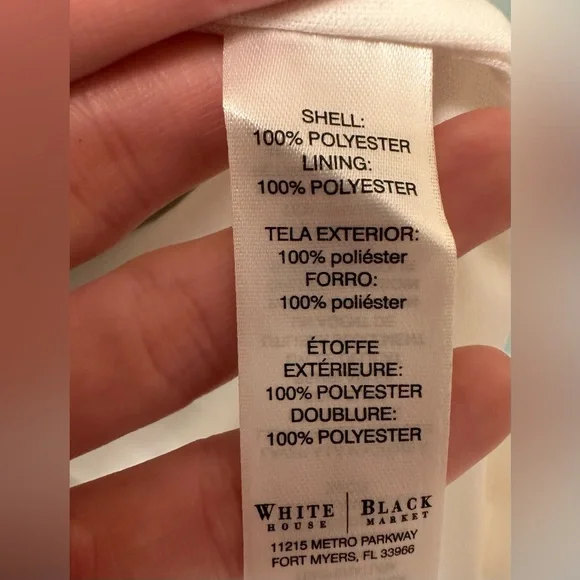 SHELL:
100% POLYESTER
LINING:
100% POLYESTER
TELA EXTERIOR:
100% poliéster
FORRO:
100% poliéster
ÉTOFFE
EXTÉRIEURE:
100% POLYESTER
DOUBLURE:
100% POLYESTER
WHITE HOUSE | BLACK MARKET
11215 METRO PARKWAY
FORT MYERS, FL 33966